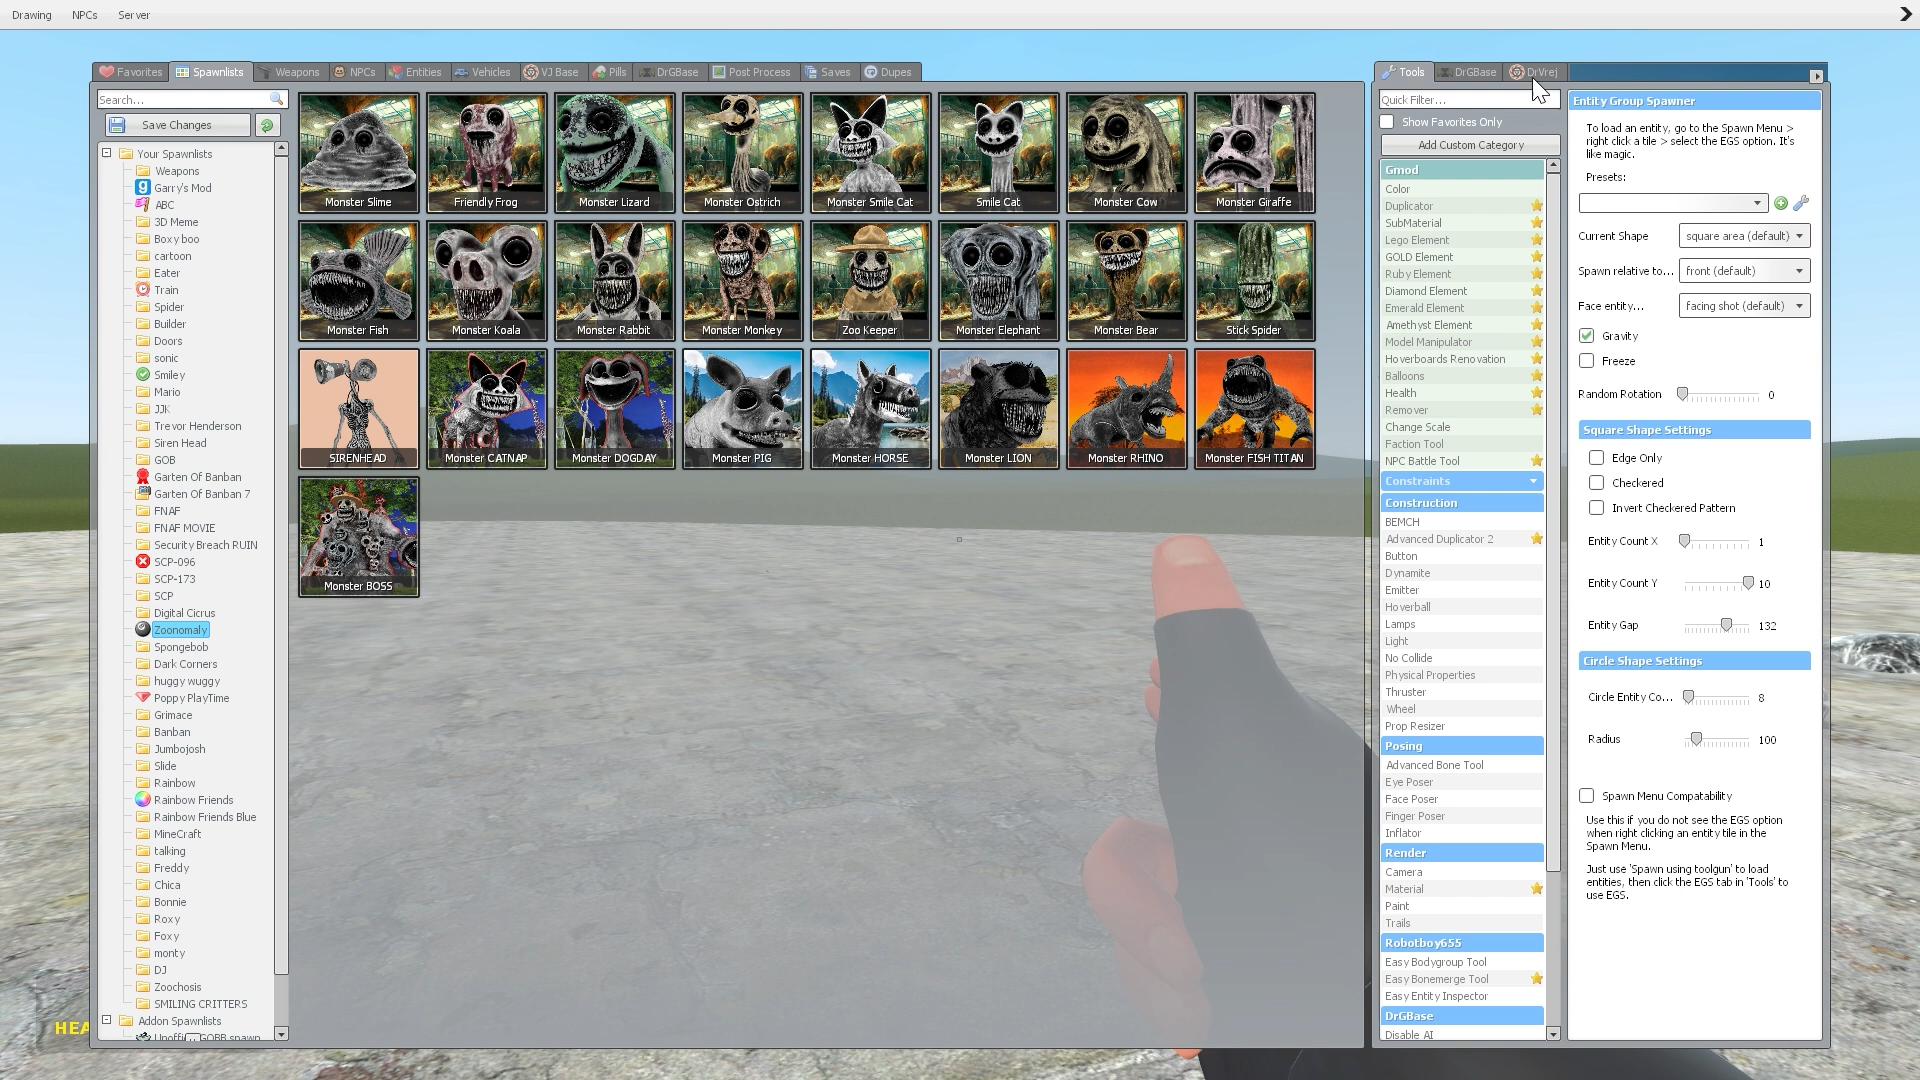 Drawing NPCs Server
Favorites Spawnlists Weapons NPCs Entities Vehicles VJ Base Pills DrGBase Post Process Saves Dupes
Search...
Save Changes
Your Spawnlists
Weapons
Garry's Mod
ABC
3D Meme
Boxy boo
cartoon
Eater
Train
Spider
Builder
Doors
sonic
Smiley
Mario
JJK
Trevor Henderson
Siren Head
GOB
Garten Of Banban
Garten Of Banban 7
FNAF
FNAF MOVIE
Security Breach RUIN
SCP-096
SCP-173
SCP
Digital Cicrus
Zoonomaly
Spongebob
Dark Corners
huggy wuggy
Poppy PlayTime
Grimace
Banban
Jumbojosh
Slide
Rainbow
Rainbow Friends
Rainbow Friends Blue
MineCraft
talking
Freddy
Chica
Bonnie
Roxy
Foxy
monty
DJ
Zoochosis
SMILING CRITTERS
Addon Spawnlists
HEA
Monster Slime Friendly Frog Monster Lizard Monster Ostrich Monster Smile Cat Smile Cat Monster Cow Monster Giraffe
Monster Fish Monster Koala Monster Rabbit Monster Monkey Zoo Keeper Monster Elephant Monster Bear Stick Spider
SIRENHEAD Monster CATNAP Monster DOGDAY Monster PIG Monster HORSE Monster LION Monster RHINO Monster FISH TITAN
Monster BOSS
Tools DrGBase DrVrej
Quick Filter...
Show Favorites Only
Add Custom Category
Gmod
Color
Duplicator
SubMaterial
Lego Element
GOLD Element
Ruby Element
Diamond Element
Emerald Element
Amethyst Element
Model Manipulator
Hoverboards Renovation
Balloons
Health
Remover
Change Scale
Faction Tool
NPC Battle Tool
Constraints
Construction
BEMCH
Advanced Duplicator 2
Button
Dynamite
Emitter
Hoverball
Lamps
Light
No Collide
Physical Properties
Thruster
Wheel
Prop Resizer
Posing
Advanced Bone Tool
Eye Poser
Face Poser
Finger Poser
Inflator
Render
Camera
Material
Paint
Trails
Robotboy655
Easy Bodygroup Tool
Easy Bonemerge Tool
Easy Entity Inspector
DrGBase
Disable AI
Entity Group Spawner
To load an entity, go to the Spawn Menu >
right click a tile > select the EGS option. It's
like magic.
Presets:
Current Shape square area (default)
Spawn relative to... front (default)
Face entity... facing shot (default)
Gravity
Freeze
Random Rotation 0
Square Shape Settings
Edge Only
Checkered
Invert Checkered Pattern
Entity Count X 1
Entity Count Y 10
Entity Gap 132
Circle Shape Settings
Circle Entity Co... 8
Radius 100
Spawn Menu Compatability
Use this if you do not see the EGS option
when right clicking an entity tile in the
Spawn Menu.
Just use 'Spawn using toolgun' to load
entities, then click the EGS tab in 'Tools' to
use EGS.